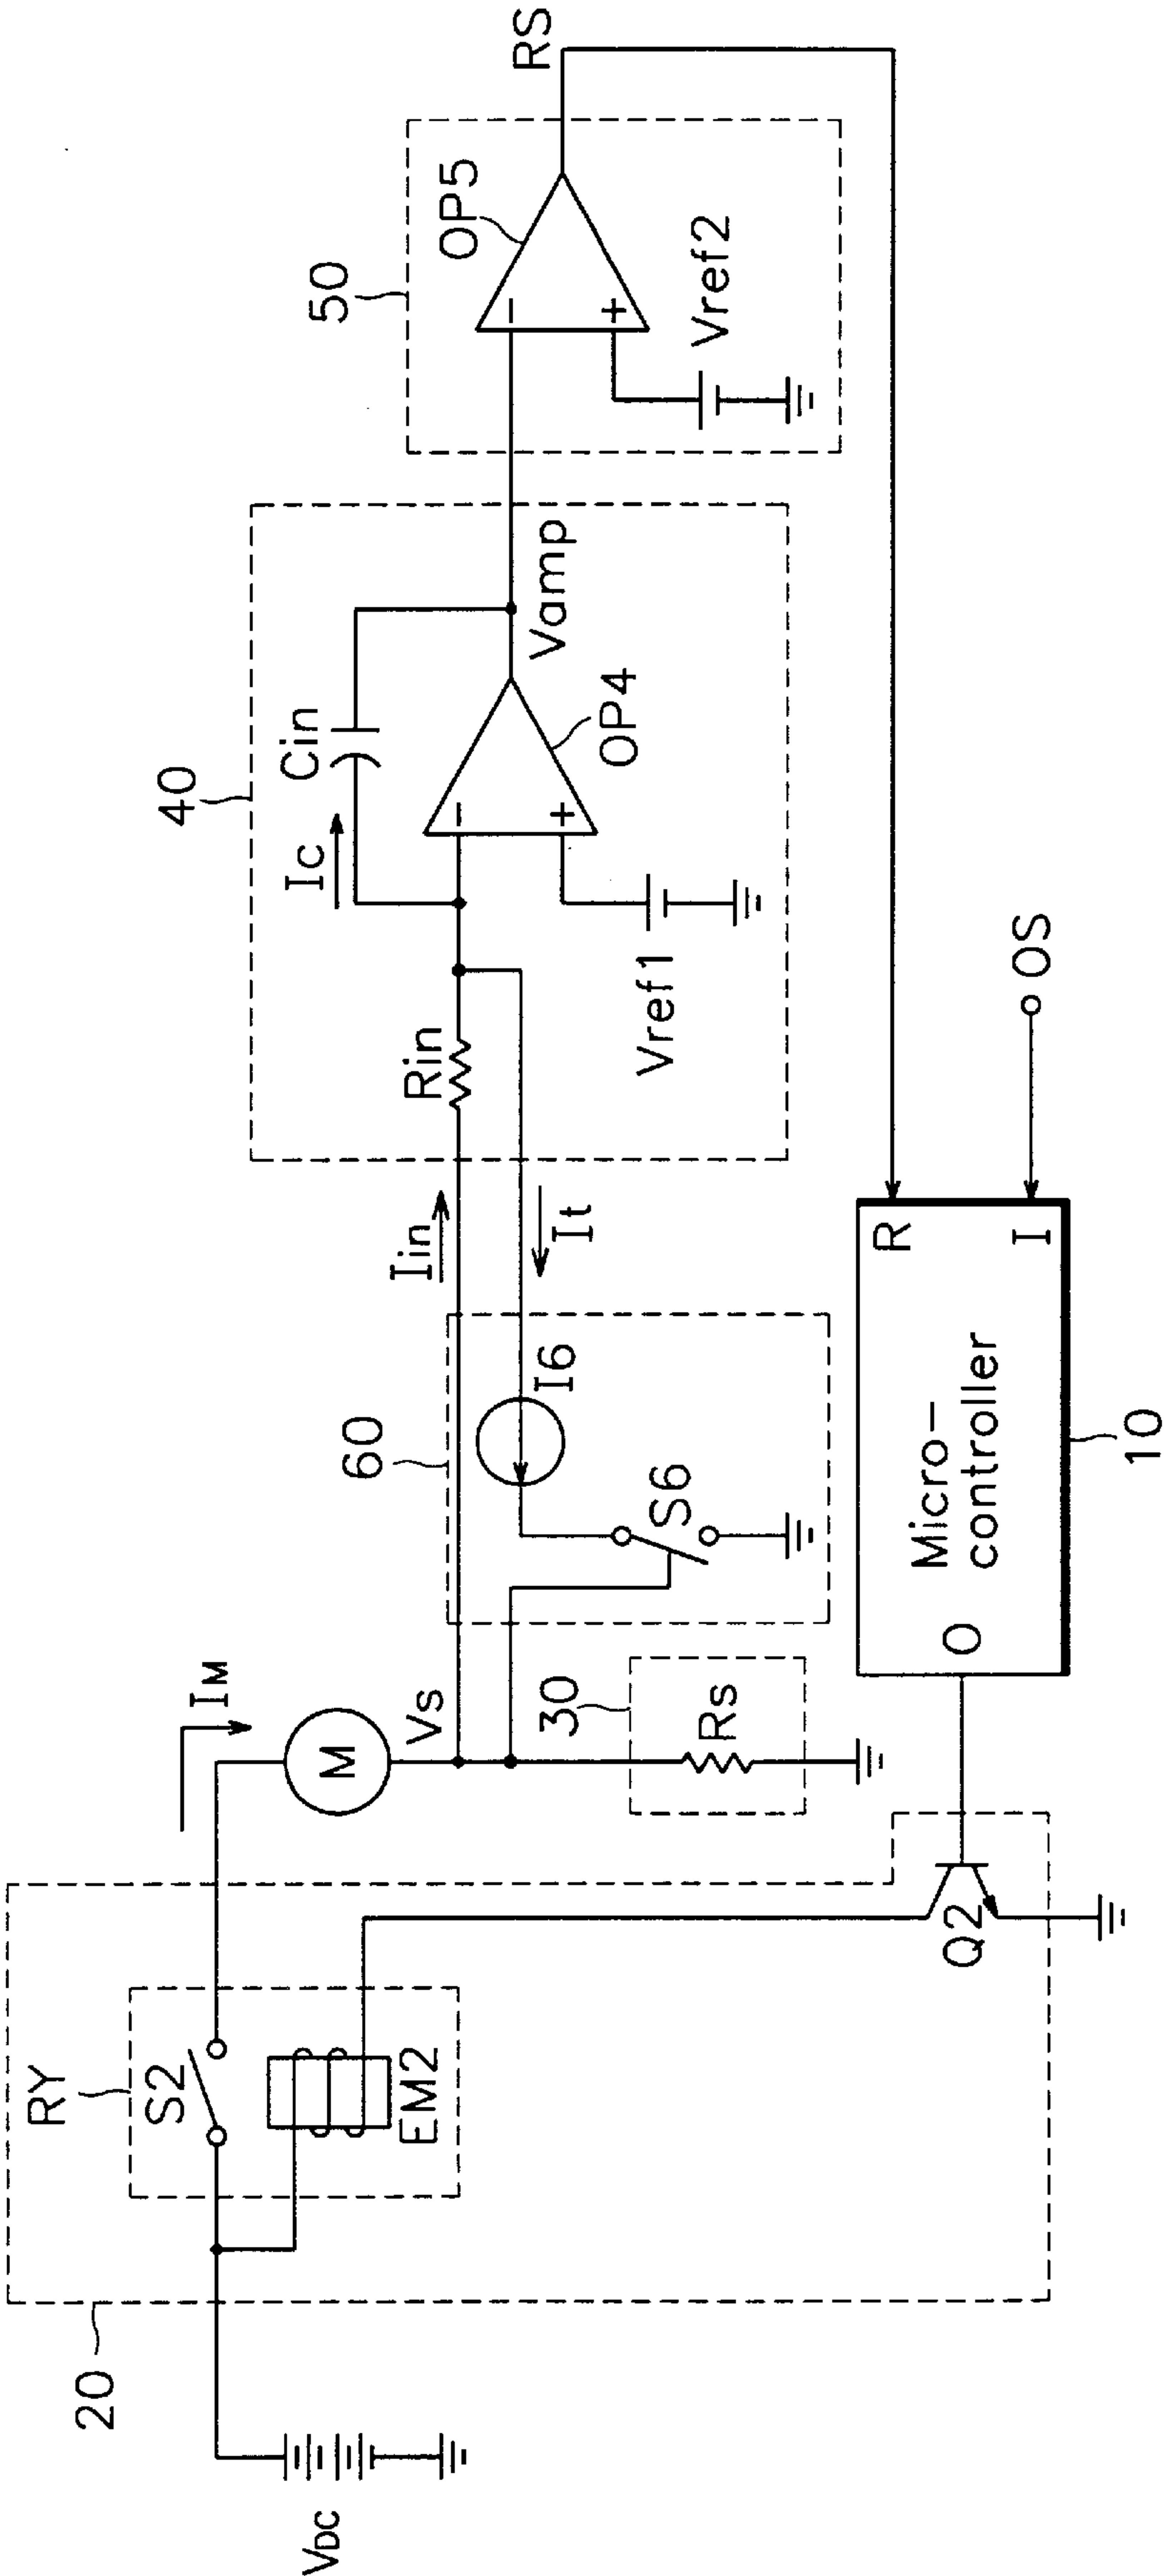 VDC
20
RY
S2
EM2
Q2
IM
M
Vs
30
Rs
60
S6
I6
Iin
It
40
Rin
Ic
Cin
−
+
OP4
Vref1
Vamp
50
OP5
−
+
Vref2
RS
Micro-
controller
O
R
I
10
OS